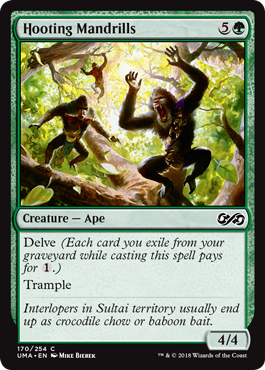 Hooting Mandrills 5
Creature — Ape
Delve (Each card you exile from your
graveyard while casting this spell pays
for 1.)
Trample
Interlopers in Sultai territory usually end
up as crocodile chow or baboon bait.
4/4
170/254 C
UMA • EN Mike Bierek
™ & © 2018 Wizards of the Coast